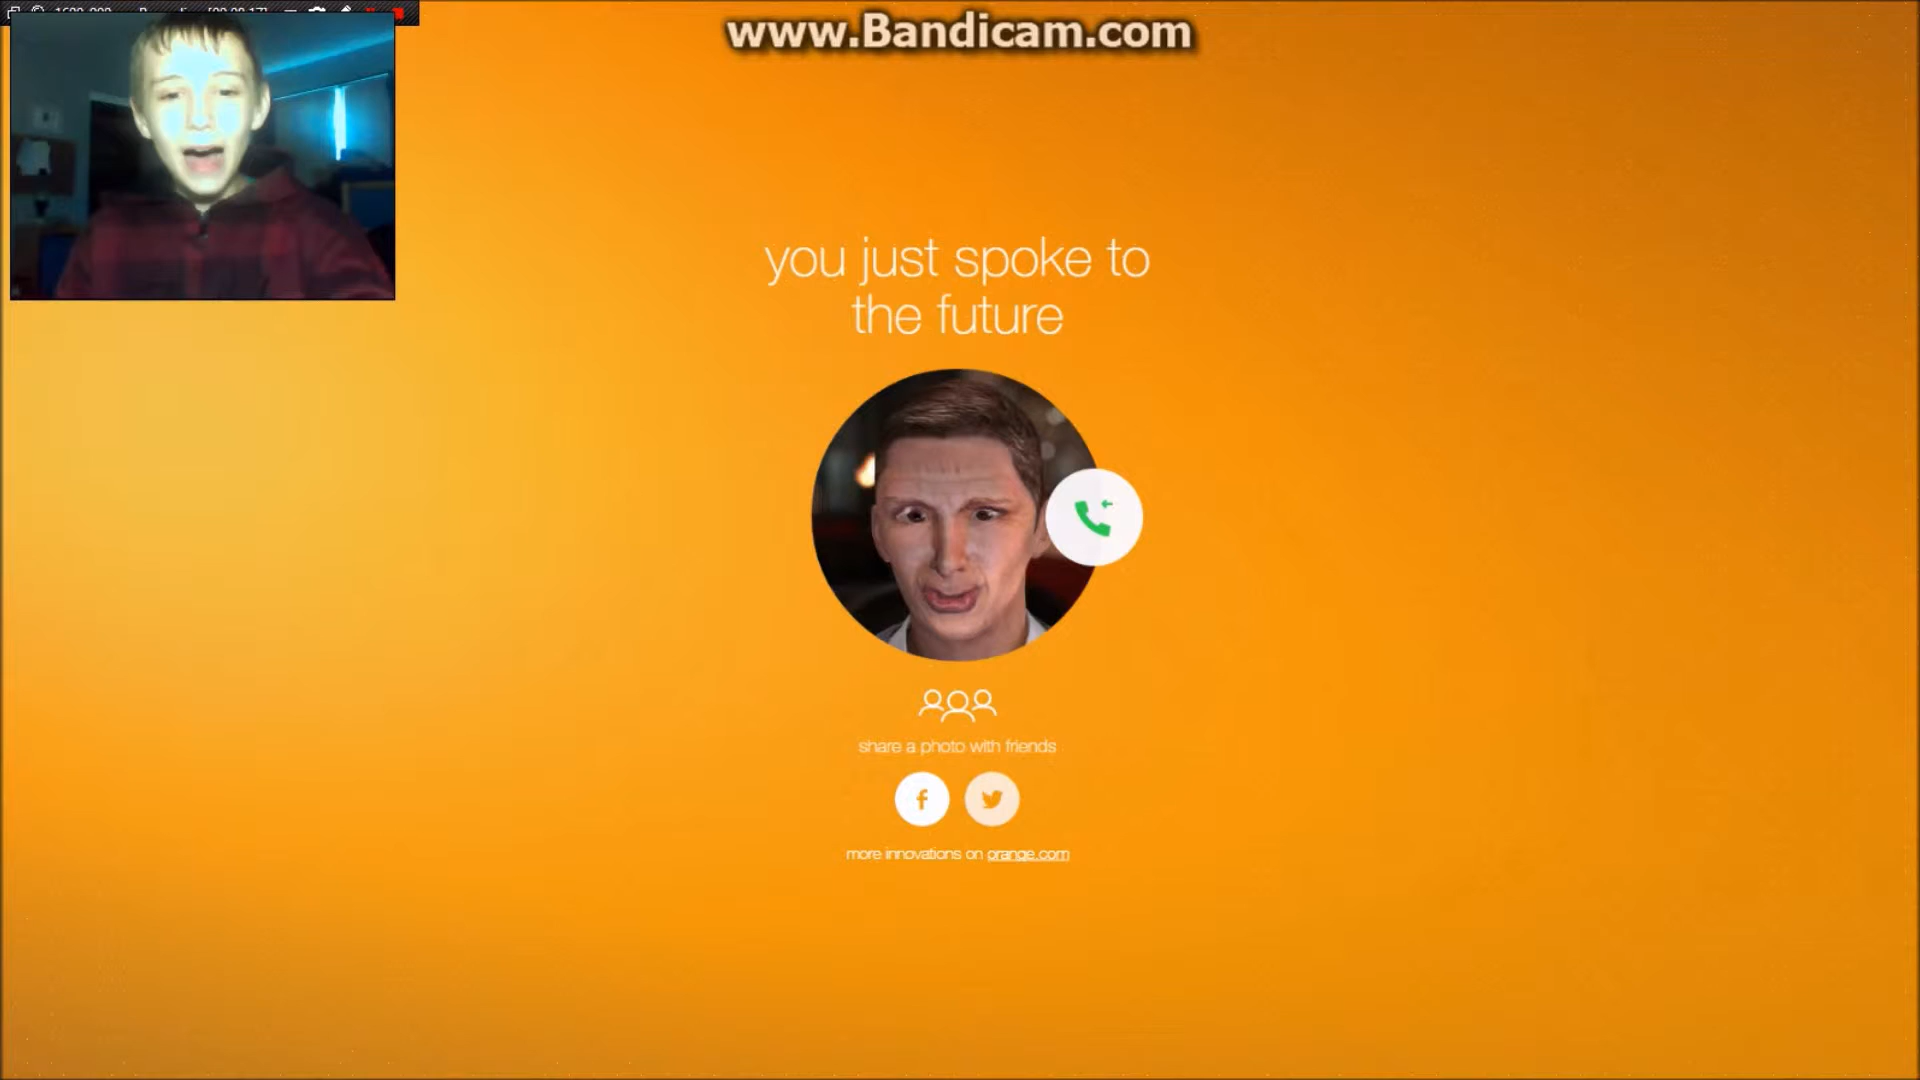 www.Bandicam.com
you just spoke to
the future
share a photo with friends
more innovations on orange.com